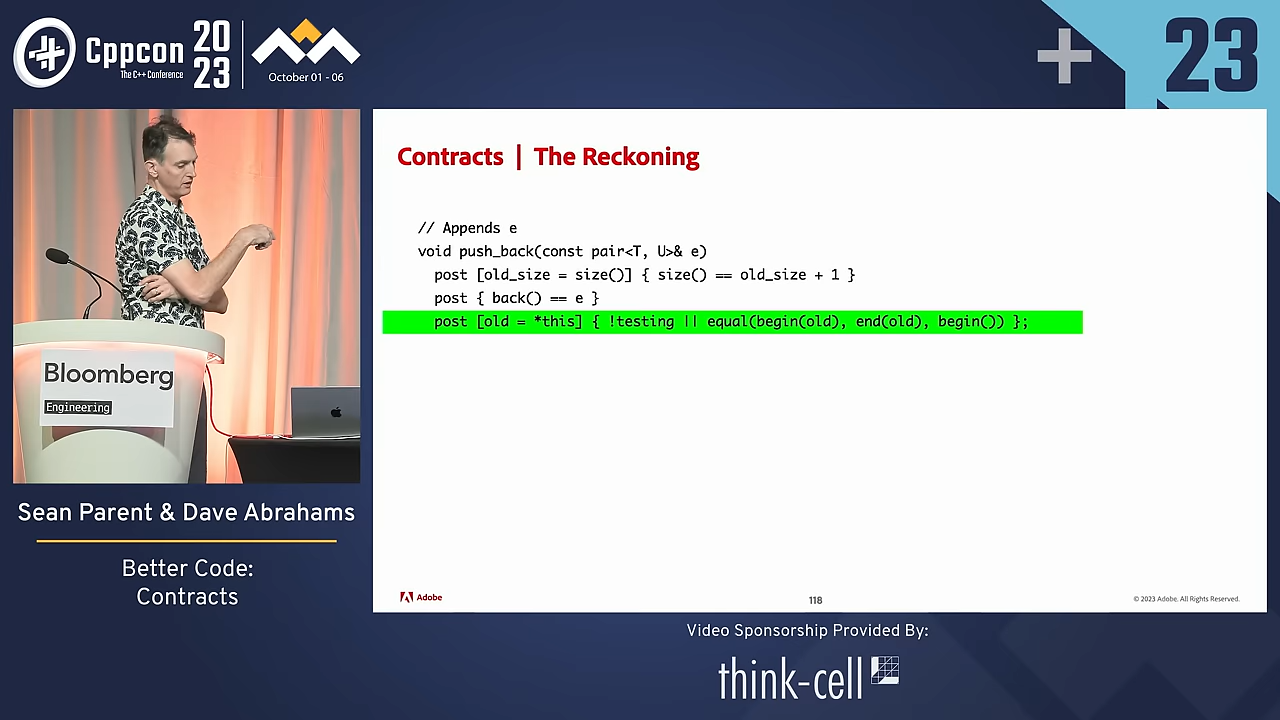 Cppcon
The C++ Conference
20
23
October 01 - 06
23
Contracts | The Reckoning
// Appends e
void push_back(const pair<T, U>& e)
post [old_size = size()] { size() == old_size + 1 }
post { back() == e }
post [old = *this] { !testing || equal(begin(old), end(old), begin()) };
Bloomberg
Engineering
Sean Parent & Dave Abrahams
Better Code:
Contracts
Adobe
118
© 2023 Adobe. All Rights Reserved.
Video Sponsorship Provided By:
think-cell